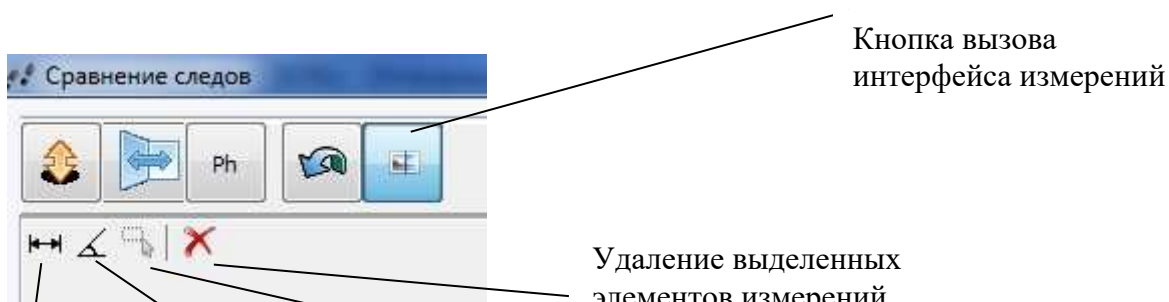 Кнопка вызова
интерфейса измерений
Сравнение следов
Ph
Удаление выделенных
элементов измерений